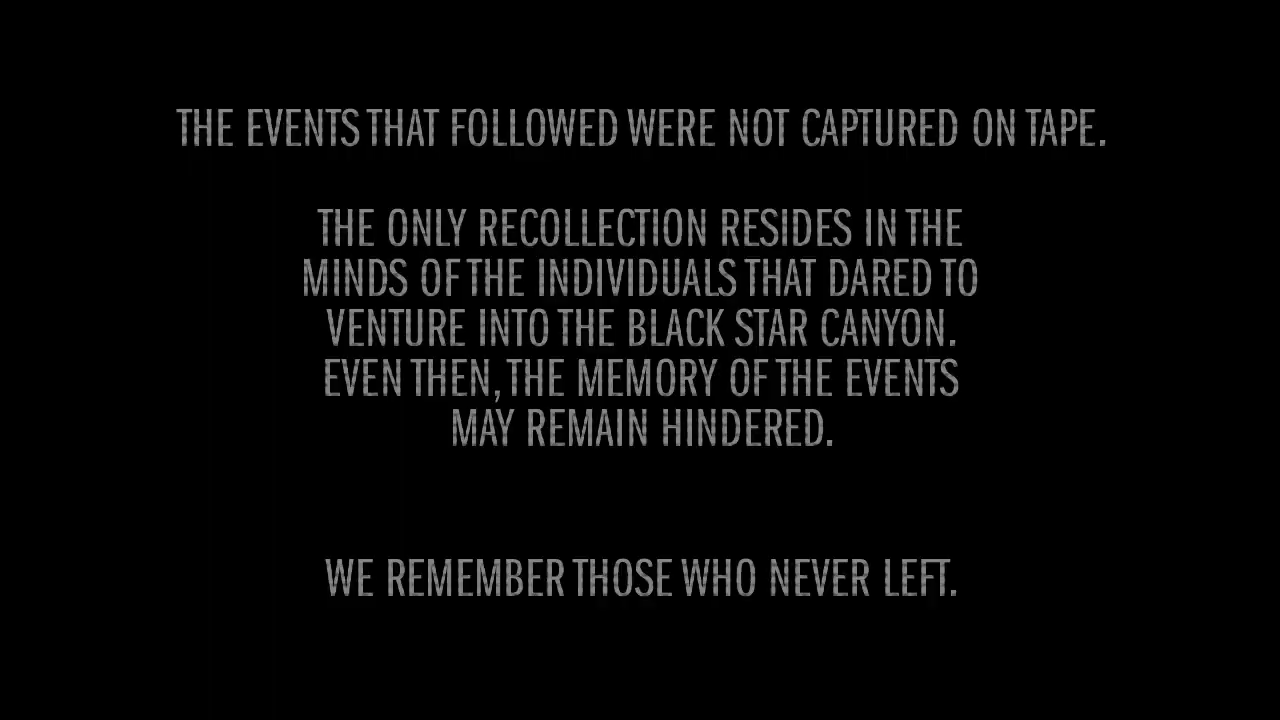 THE EVENTS THAT FOLLOWED WERE NOT CAPTURED ON TAPE.
THE ONLY RECOLLECTION RESIDES IN THE
MINDS OF THE INDIVIDUALS THAT DARED TO
VENTURE INTO THE BLACK STAR CANYON.
EVEN THEN, THE MEMORY OF THE EVENTS
MAY REMAIN HINDERED.
WE REMEMBER THOSE WHO NEVER LEFT.